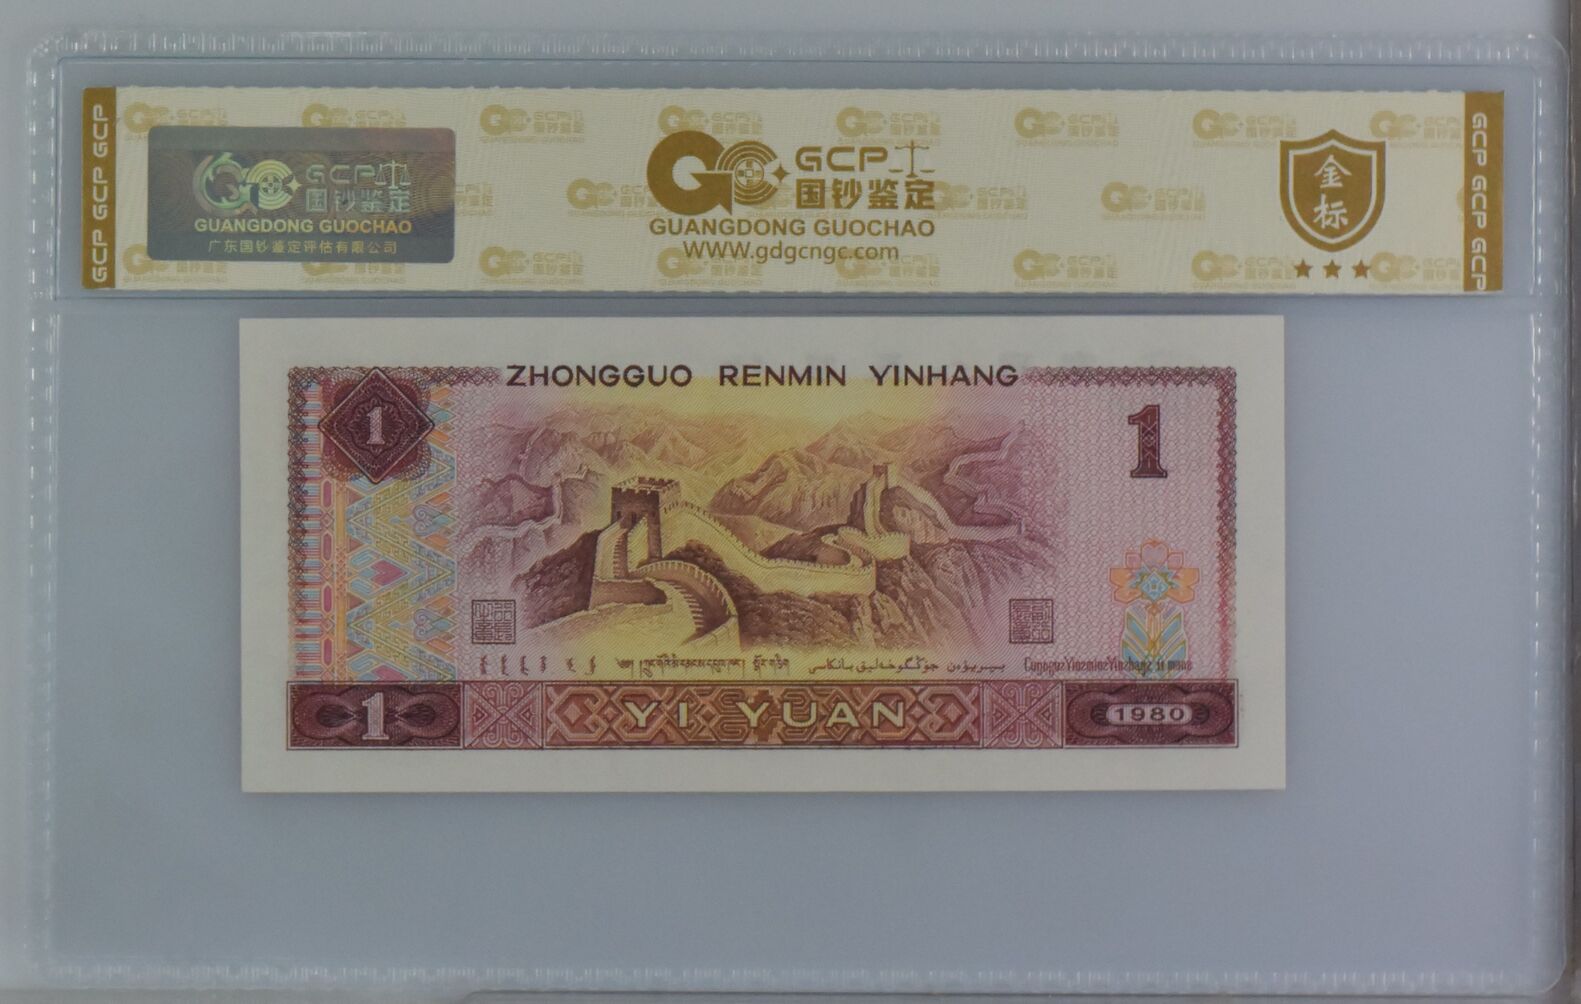 GCP GCP GCP
GCP
国钞鉴定
GUANGDONG GUOCHAO
广东国钞鉴定评估有限公司
GCP
国钞鉴定
GUANGDONG GUOCHAO
WWW.gdgcngc.com
金标
GCP GCP GCP
ZHONGGUO RENMIN YINHANG
1
1
1
YI YUAN
1980